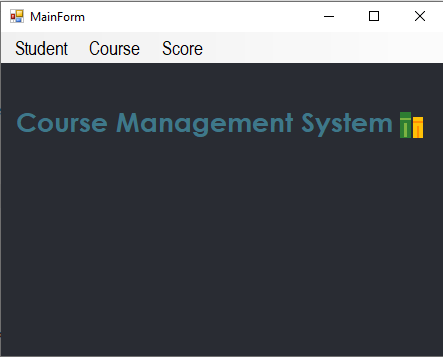 MainForm
Student Course Score
Course Management System